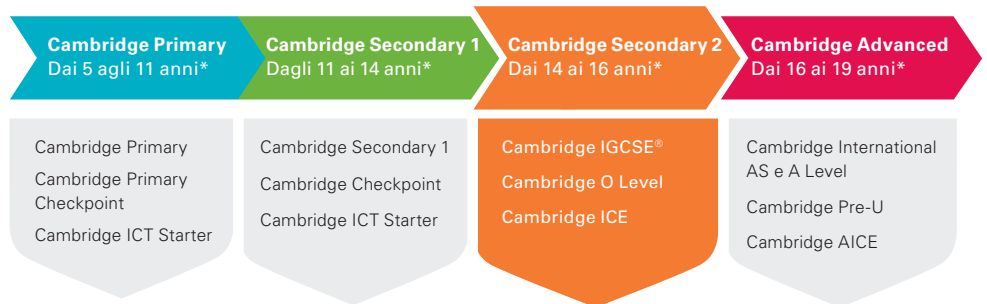 Cambridge Primary
Dai 5 agli 11 anni*
Cambridge Secondary 1
Dagli 11 ai 14 anni*
Cambridge Secondary 2
Dai 14 ai 16 anni*
Cambridge Advanced
Dai 16 ai 19 anni*
Cambridge Primary
Cambridge Primary
Checkpoint
Cambridge ICT Starter
Cambridge Secondary 1
Cambridge Checkpoint
Cambridge ICT Starter
Cambridge IGCSE®
Cambridge O Level
Cambridge ICE
Cambridge International
AS e A Level
Cambridge Pre-U
Cambridge AICE